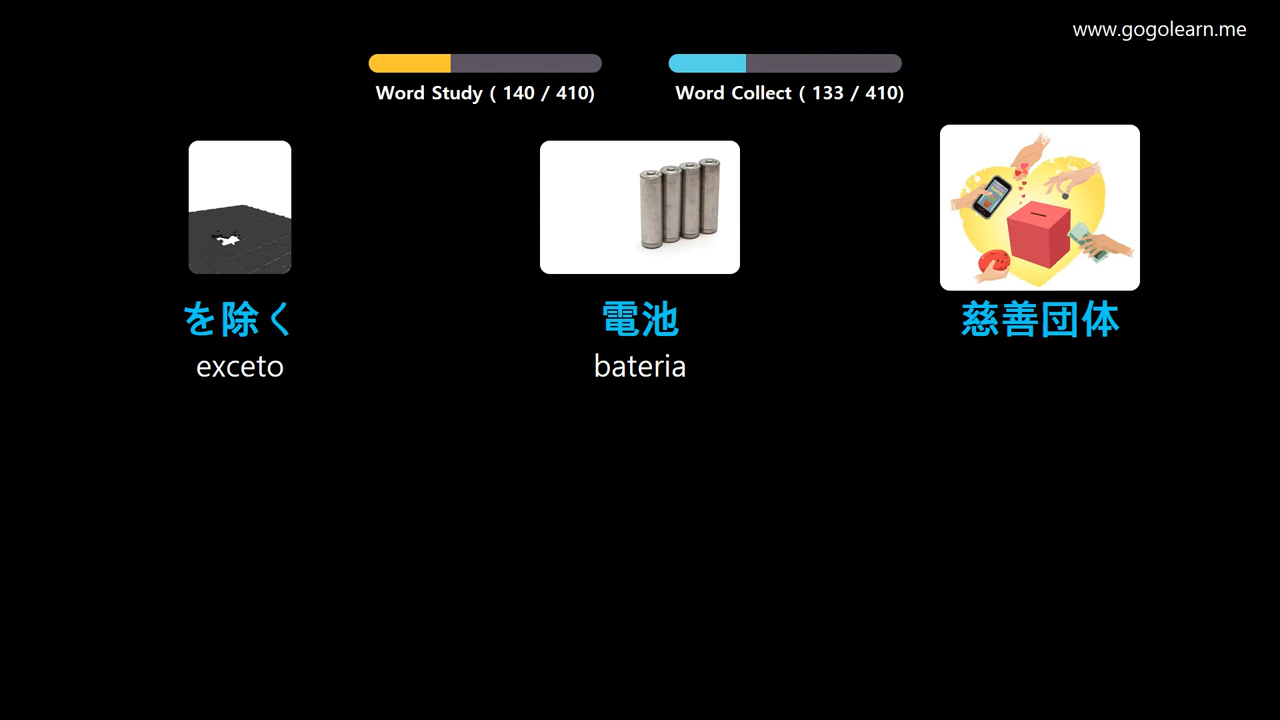 www.gogolearn.me
Word Study ( 140 / 410)
Word Collect ( 133 / 410)
を除く
exceto
電池
bateria
慈善団体